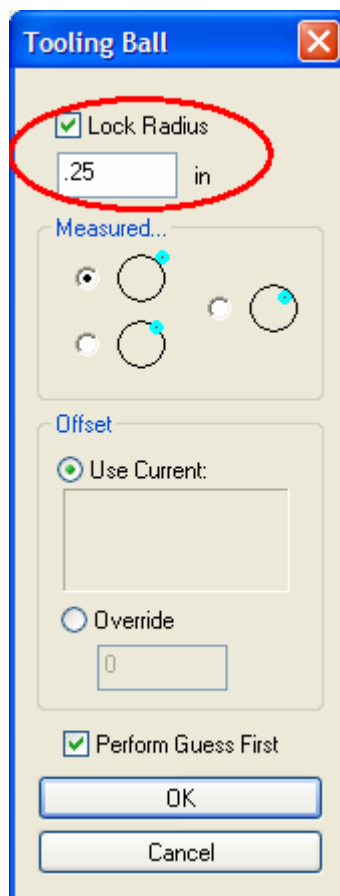 Tooling Ball
Lock Radius
.25 in
Measured...
Offset
Use Current:
Override
0
Perform Guess First
OK
Cancel